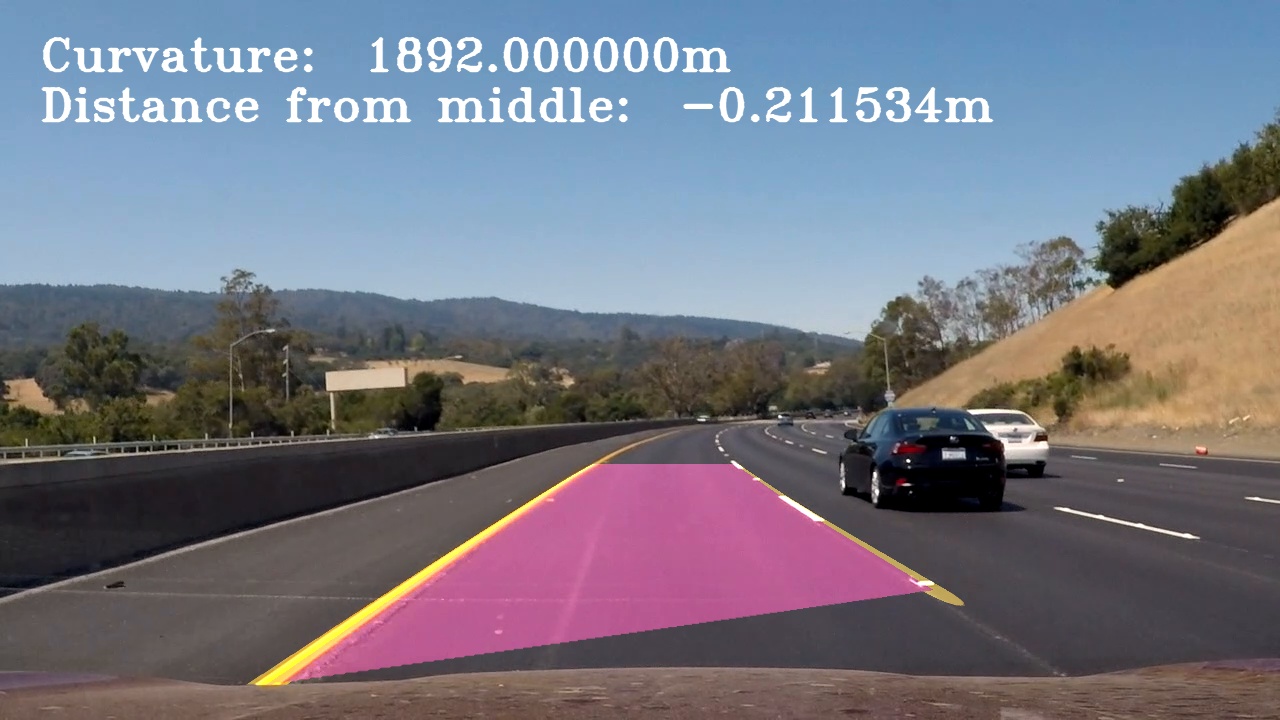 Curvature:  1892.000000m
Distance from middle:  -0.211534m